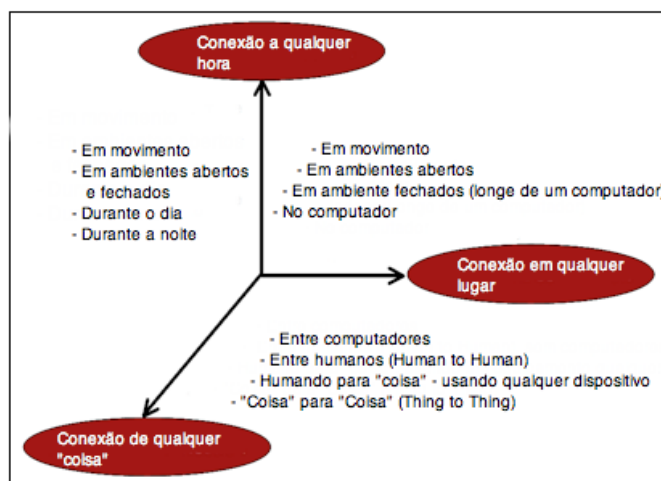 Conexão a qualquer
hora
- Em movimento
- Em ambientes abertos
e fechados
- Durante o dia
- Durante a noite
- Em movimento
- Em ambientes abertos
- Em ambiente fechados (longe de um computador)
- No computador
Conexão em qualquer
lugar
- Entre computadores
- Entre humanos (Human to Human)
- Humando para "coisa" - usando qualquer dispositivo
- "Coisa" para "Coisa" (Thing to Thing)
Conexão de qualquer
"coisa"